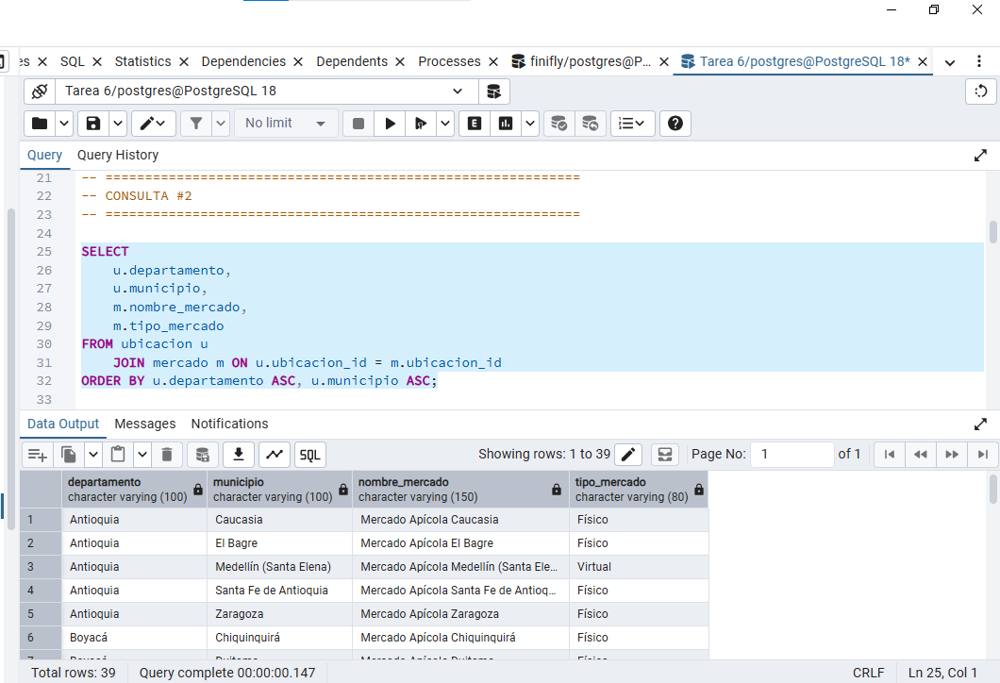 es
SQL
Statistics
Dependencies
Dependents
Processes
finifly/postgres@P...
Tarea 6/postgres@PostgreSQL 18*
Tarea 6/postgres@PostgreSQL 18
No limit
E
Query
Query History
21 -- ============================================================
22 -- CONSULTA #2
23 -- ============================================================
24
25 SELECT
26 u.departamento,
27 u.municipio,
28 m.nombre_mercado,
29 m.tipo_mercado
30 FROM ubicacion u
31 JOIN mercado m ON u.ubicacion_id = m.ubicacion_id
32 ORDER BY u.departamento ASC, u.municipio ASC;
33
Data Output
Messages
Notifications
SQL
Showing rows: 1 to 39
Page No: 1 of 1
departamento municipio nombre_mercado tipo_mercado
character varying (100) character varying (100) character varying (150) character varying (80)
1 Antioquia Caucasia Mercado Apícola Caucasia Físico
2 Antioquia El Bagre Mercado Apícola El Bagre Físico
3 Antioquia Medellín (Santa Elena) Mercado Apícola Medellín (Santa Ele... Virtual
4 Antioquia Santa Fe de Antioquia Mercado Apícola Santa Fe de Antioq... Físico
5 Antioquia Zaragoza Mercado Apícola Zaragoza Físico
6 Boyacá Chiquinquirá Mercado Apícola Chiquinquirá Físico
7 Boyacá Duitama Mercado Apícola Duitama Físico
Total rows: 39
Query complete 00:00:00.147
CRLF
Ln 25, Col 1